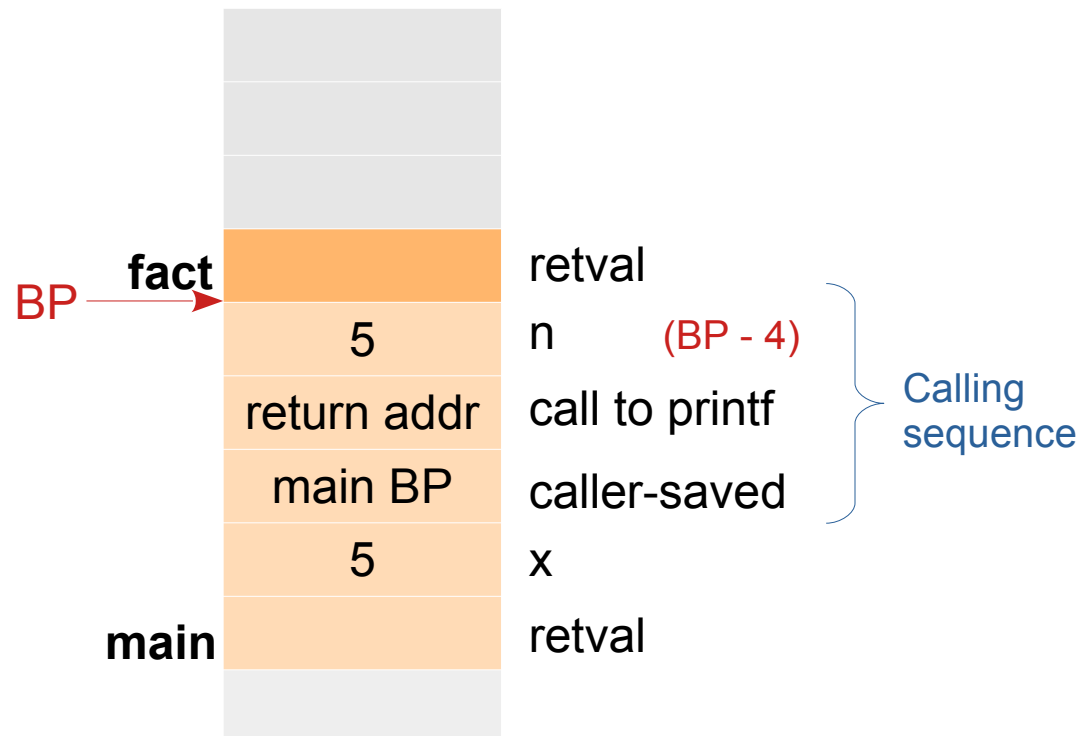 fact
retval
BP
5
n
(BP - 4)
return addr
call to printf
Calling
sequence
main BP
caller-saved
5
x
main
retval